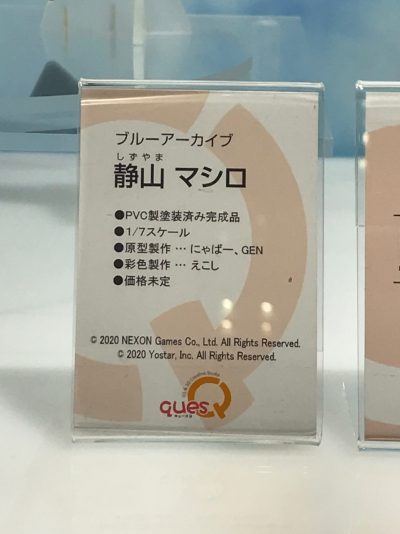 ブルーアーカイブ
しずやま
静山 マシロ
●PVC製塗装済み完成品
●1/7スケール
●原型製作 … にゃばー、GEN
●彩色製作 … えこし
●価格未定
© 2020 NEXON Games Co., Ltd. All Rights Reserved.
© 2020 Yostar, Inc. All Rights Reserved.
quesQ